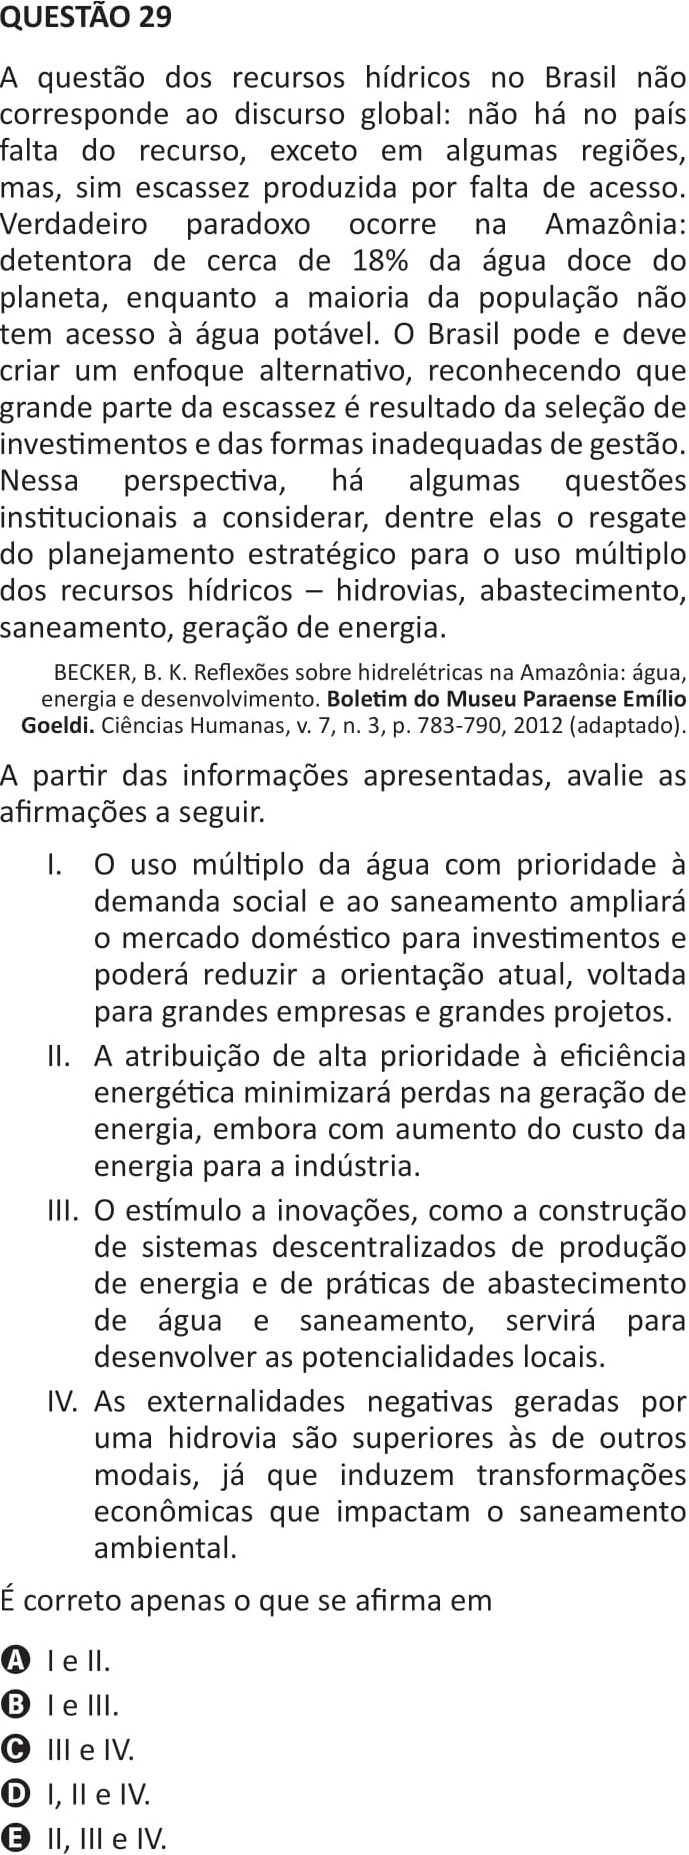 QUESTÃO 29
A questão dos recursos hídricos no Brasil não
corresponde ao discurso global: não há no país
falta do recurso, exceto em algumas regiões,
mas, sim escassez produzida por falta de acesso.
Verdadeiro paradoxo ocorre na Amazônia:
detentora de cerca de 18% da água doce do
planeta, enquanto a maioria da população não
tem acesso à água potável. O Brasil pode e deve
criar um enfoque alternativo, reconhecendo que
grande parte da escassez é resultado da seleção de
investimentos e das formas inadequadas de gestão.
Nessa perspectiva, há algumas questões
institucionais a considerar, dentre elas o resgate
do planejamento estratégico para o uso múltiplo
dos recursos hídricos – hidrovias, abastecimento,
saneamento, geração de energia.
BECKER, B. K. Reflexões sobre hidrelétricas na Amazônia: água,
energia e desenvolvimento. Boletim do Museu Paraense Emílio
Goeldi. Ciências Humanas, v. 7, n. 3, p. 783-790, 2012 (adaptado).
A partir das informações apresentadas, avalie as
afirmações a seguir.
I. O uso múltiplo da água com prioridade à
demanda social e ao saneamento ampliará
o mercado doméstico para investimentos e
poderá reduzir a orientação atual, voltada
para grandes empresas e grandes projetos.
II. A atribuição de alta prioridade à eficiência
energética minimizará perdas na geração de
energia, embora com aumento do custo da
energia para a indústria.
III. O estímulo a inovações, como a construção
de sistemas descentralizados de produção
de energia e de práticas de abastecimento
de água e saneamento, servirá para
desenvolver as potencialidades locais.
IV. As externalidades negativas geradas por
uma hidrovia são superiores às de outros
modais, já que induzem transformações
econômicas que impactam o saneamento
ambiental.
É correto apenas o que se afirma em
A I e II.
B I e III.
C III e IV.
D I, II e IV.
E II, III e IV.